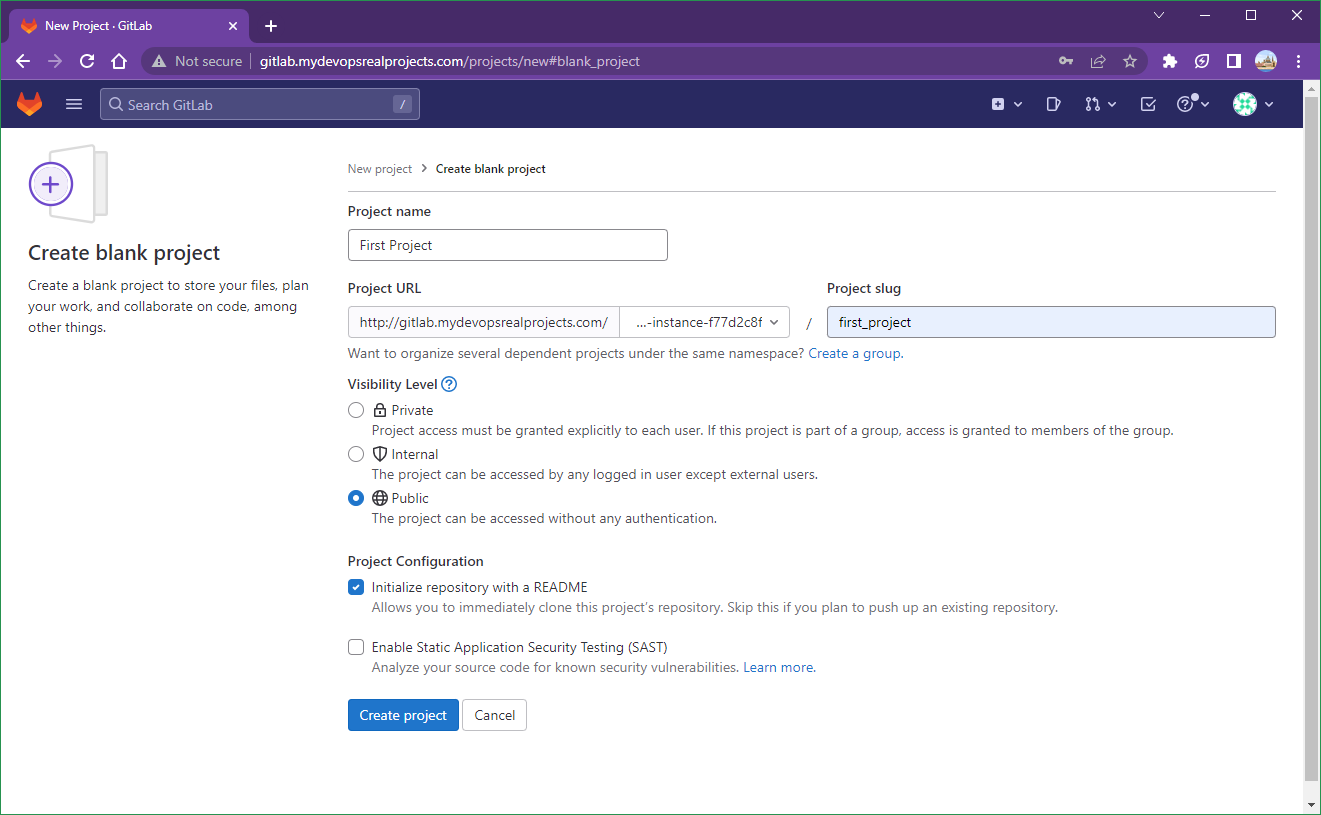 New Project · GitLab
Not secure
gitlab.mydevopsrealprojects.com/projects/new#blank_project
Search GitLab
/
Create blank project
Create a blank project to store your files, plan
your work, and collaborate on code, among
other things.
New project > Create blank project
Project name
First Project
Project URL
Project slug
http://gitlab.mydevopsrealprojects.com/
...-instance-f77d2c8f
/
first_project
Want to organize several dependent projects under the same namespace? Create a group.
Visibility Level
Private
Project access must be granted explicitly to each user. If this project is part of a group, access is granted to members of the group.
Internal
The project can be accessed by any logged in user except external users.
Public
The project can be accessed without any authentication.
Project Configuration
Initialize repository with a README
Allows you to immediately clone this project's repository. Skip this if you plan to push up an existing repository.
Enable Static Application Security Testing (SAST)
Analyze your source code for known security vulnerabilities. Learn more.
Create project
Cancel